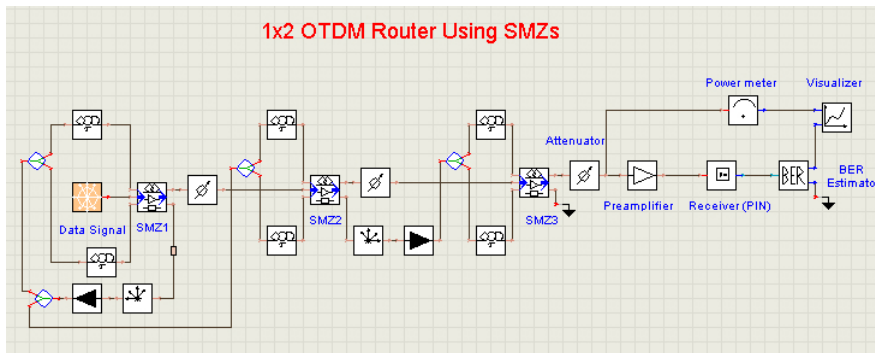 1x2 OTDM Router Using SMZs
Power meter
Visualizer
Attenuator
Data Signal
SMZ1
SMZ2
SMZ3
Preamplifier
Receiver (PIN)
BER
BER
Estimato